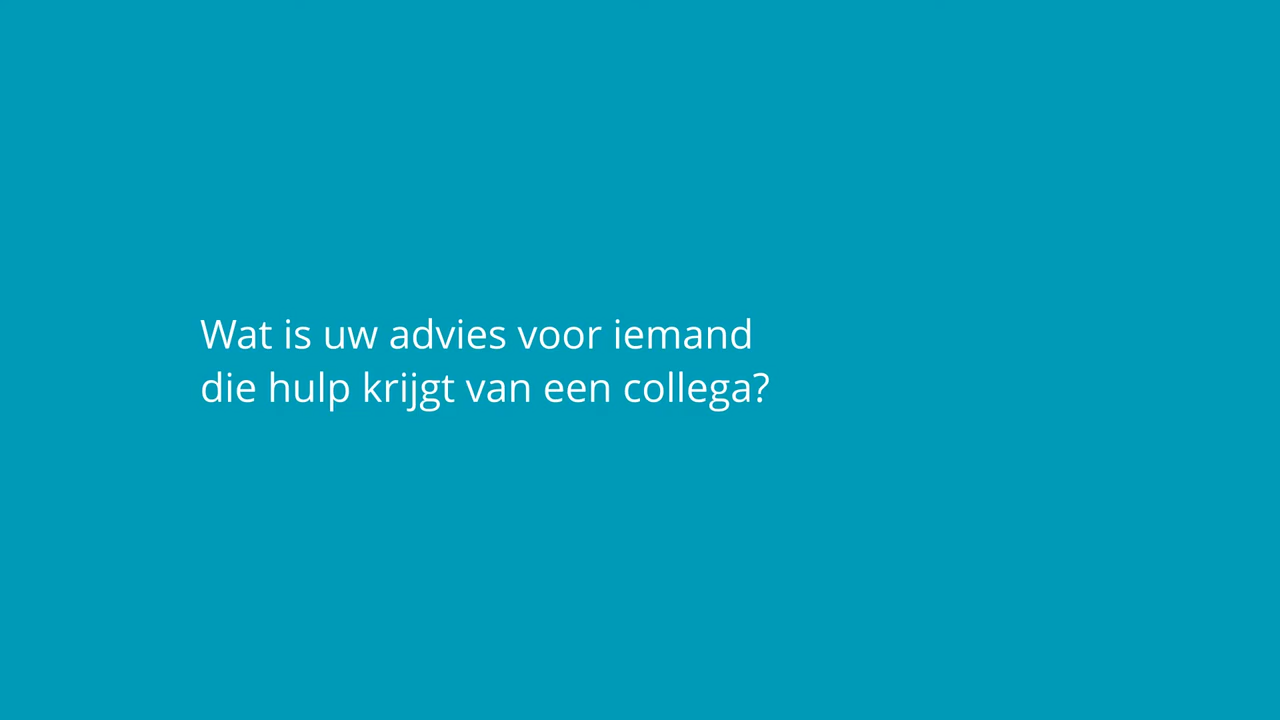 Wat is uw advies voor iemand
die hulp krijgt van een collega?